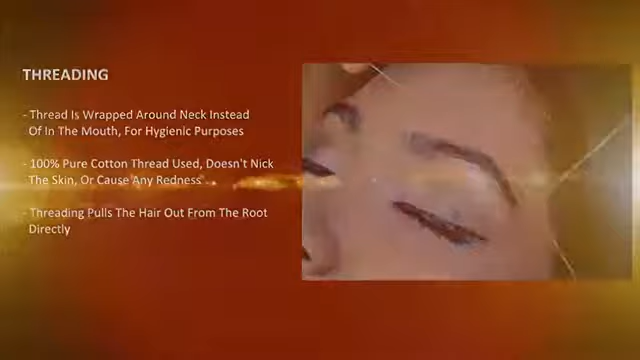 THREADING
- Thread Is Wrapped Around Neck Instead
Of In The Mouth, For Hygienic Purposes
- 100% Pure Cotton Thread Used, Doesn't Nick
The Skin, Or Cause Any Redness
- Threading Pulls The Hair Out From The Root
Directly